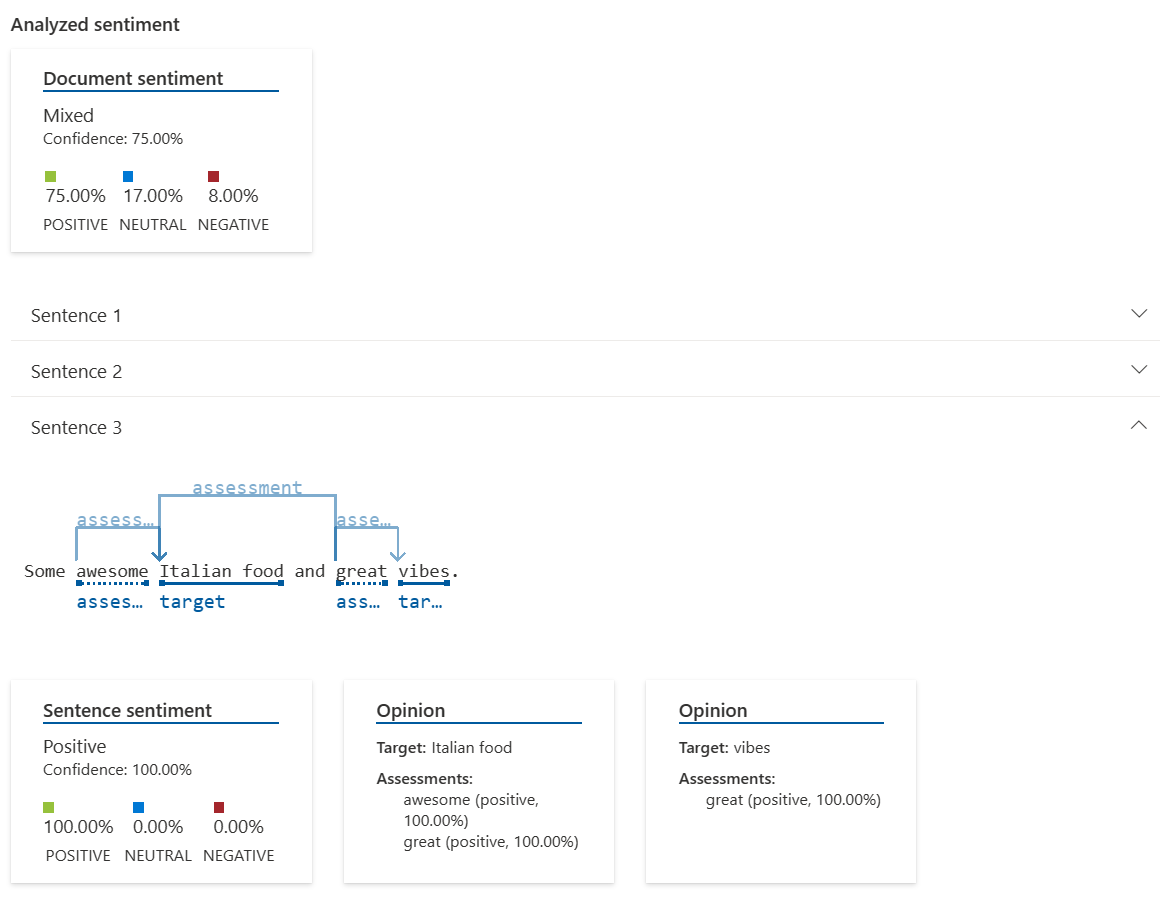 Analyzed sentiment
Document sentiment
Mixed
Confidence: 75.00%
75.00% 17.00% 8.00%
POSITIVE NEUTRAL NEGATIVE
Sentence 1
Sentence 2
Sentence 3
assessment
assess… asse…
Some awesome Italian food and great vibes.
asses… target ass… tar…
Sentence sentiment
Positive
Confidence: 100.00%
100.00% 0.00% 0.00%
POSITIVE NEUTRAL NEGATIVE
Opinion
Target: Italian food
Assessments:
awesome (positive,
100.00%)
great (positive, 100.00%)
Opinion
Target: vibes
Assessments:
great (positive, 100.00%)